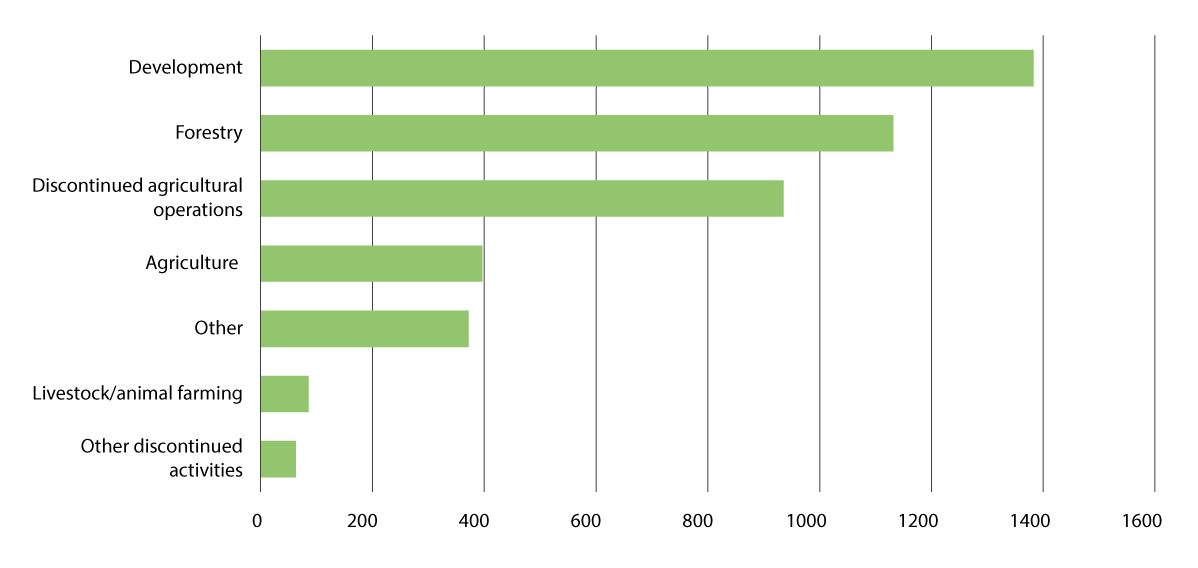 Development
Forestry
Discontinued agricultural
operations
Agriculture
Other
Livestock/animal farming
Other discontinued
activities
0 200 400 600 800 1000 1200 1400 1600